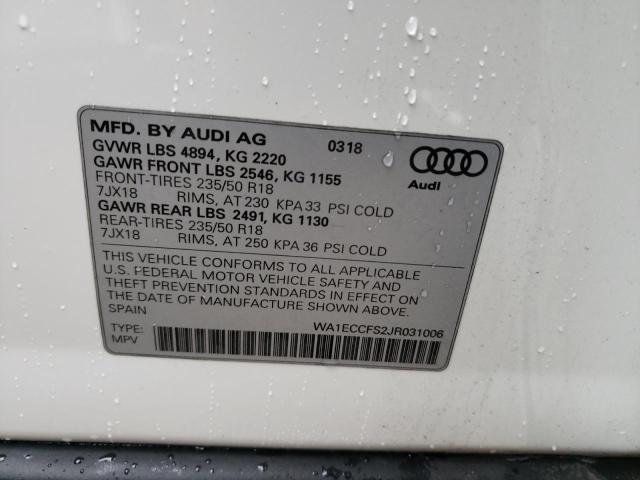 MFD. BY AUDI AG 0318
GVWR LBS 4894, KG 2220
GAWR FRONT LBS 2546, KG 1155
FRONT-TIRES 235/50 R18
7JX18 RIMS, AT 230 KPA 33 PSI COLD
GAWR REAR LBS 2491, KG 1130
REAR-TIRES 235/50 R18
7JX18 RIMS, AT 250 KPA 36 PSI COLD
Audi
THIS VEHICLE CONFORMS TO ALL APPLICABLE
U.S. FEDERAL MOTOR VEHICLE SAFETY AND
THEFT PREVENTION STANDARDS IN EFFECT ON
THE DATE OF MANUFACTURE SHOWN ABOVE.
SPAIN
WA1ECCFS2JR031006
TYPE:
MPV